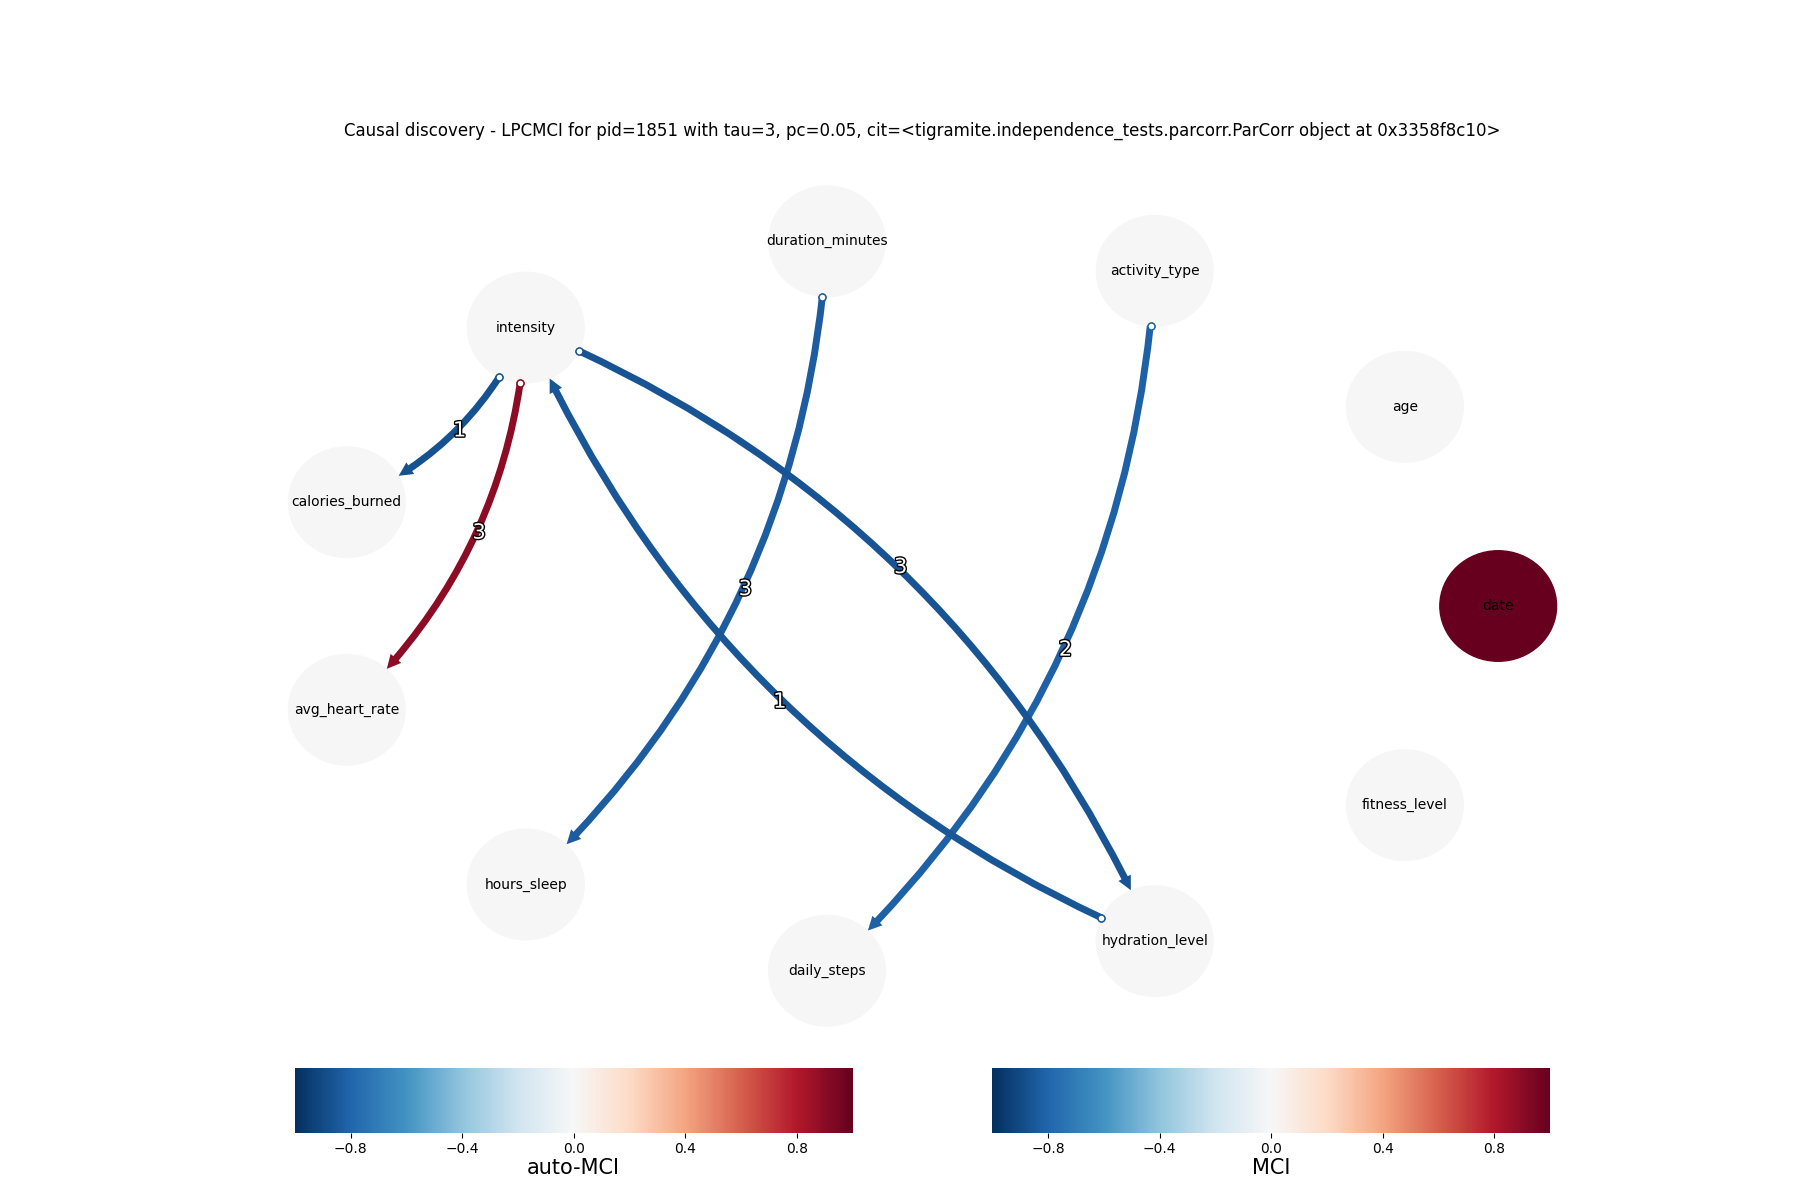 Causal discovery - LPCMCI for pid=1851 with tau=3, pc=0.05, cit=<tigramite.independence_tests.parcorr.ParCorr object at 0x3358f8c10>
duration_minutes
activity_type
intensity
age
1
calories_burned
3
3
3
date
2
1
avg_heart_rate
fitness_level
hours_sleep
hydration_level
daily_steps
−0.8 −0.4 0.0 0.4 0.8
auto-MCI
−0.8 −0.4 0.0 0.4 0.8
MCI